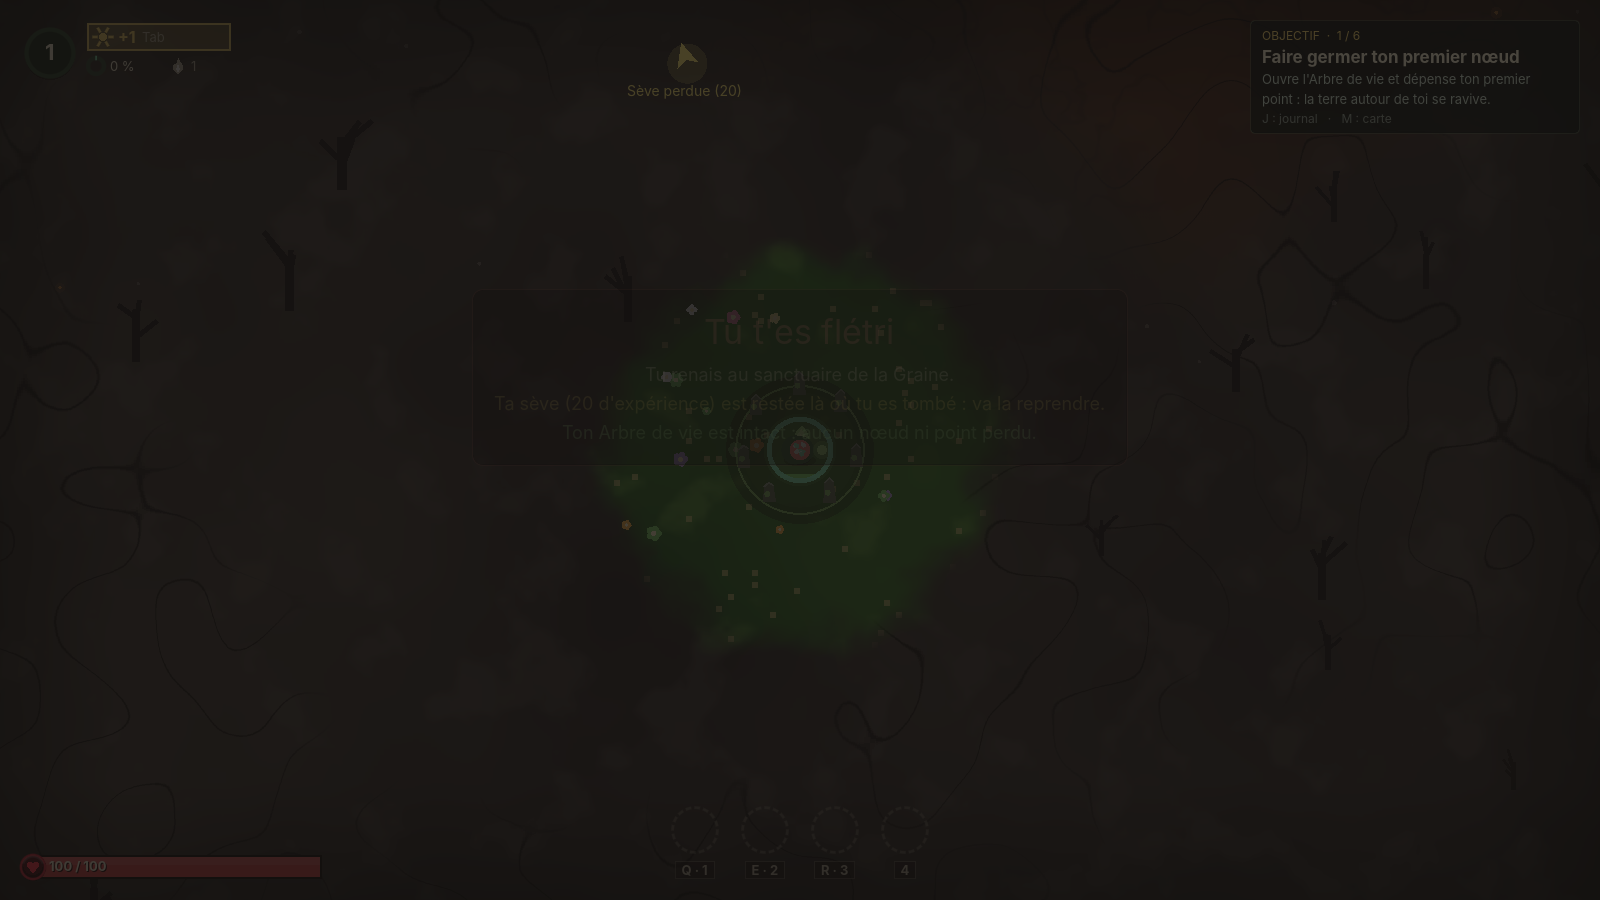 1
+1 Tab
0 %
1
Sève perdue (20)
OBJECTIF · 1 / 6
Faire germer ton premier nœud
Ouvre l'Arbre de vie et dépense ton premier
point : la terre autour de toi se ravive.
J : journal · M : carte
Tu t'es flétri
Tu renais au sanctuaire de la Graine.
Ta sève (20 d'expérience) est restée là où tu es tombé : va la reprendre.
Ton Arbre de vie est intact : aucun nœud ni point perdu.
100 / 100
Q · 1
E · 2
R · 3
4